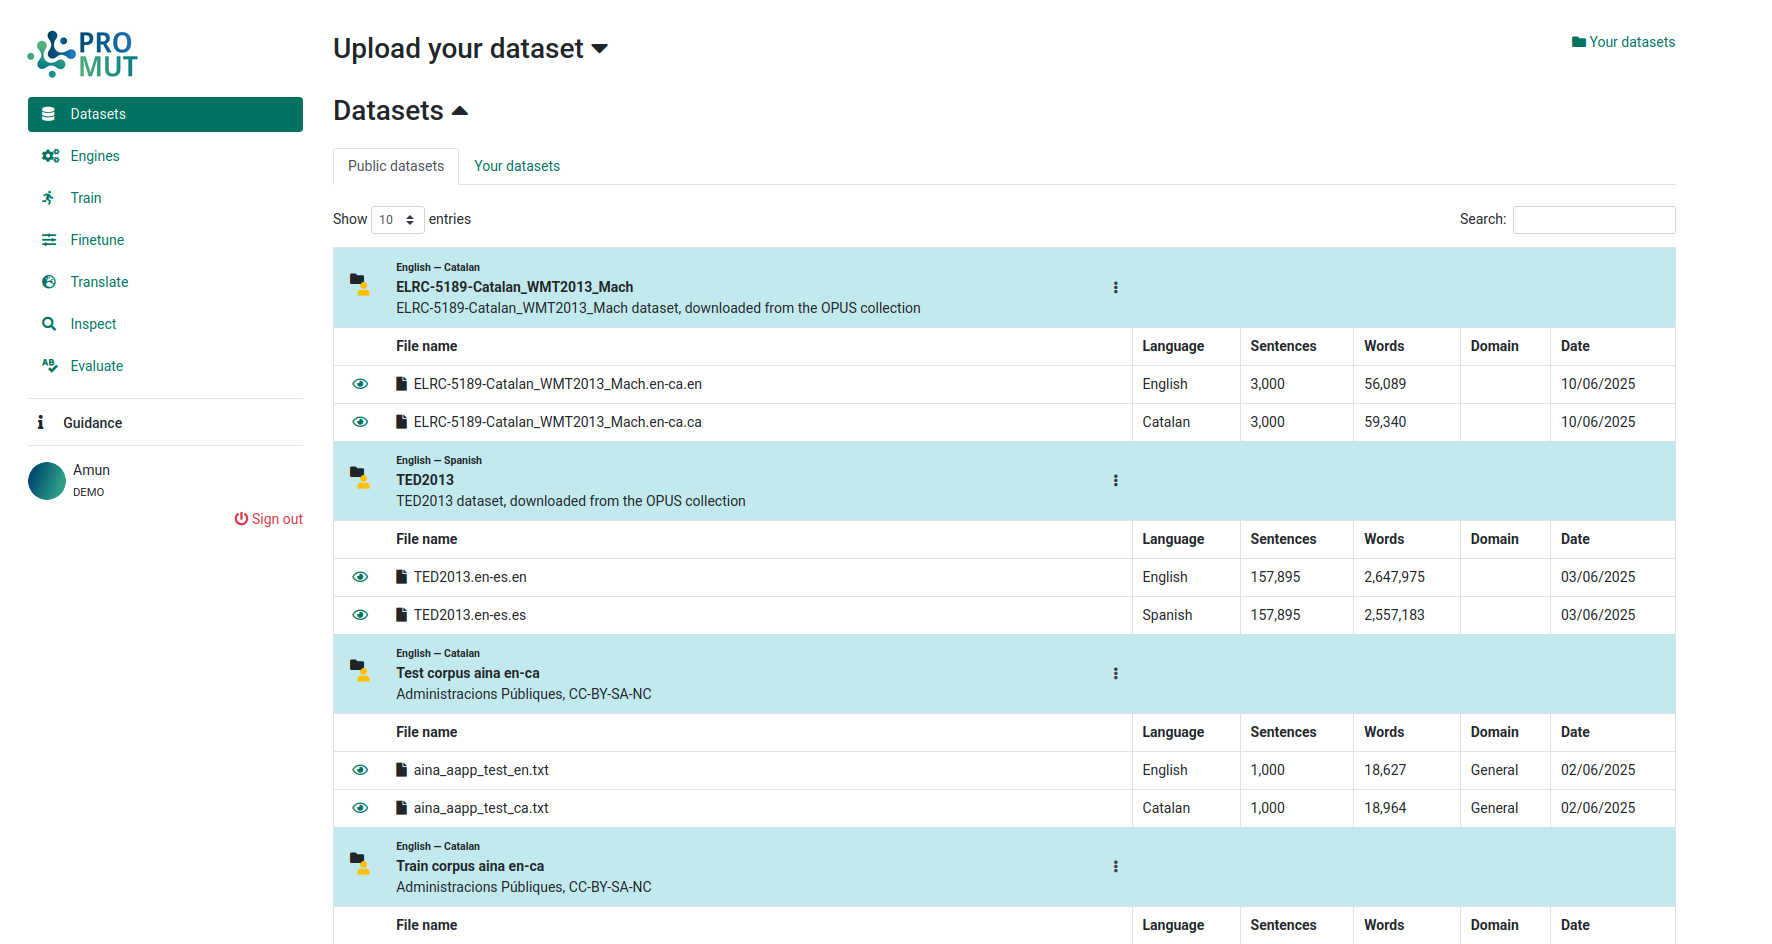 PRO
MUT
Datasets
Engines
Train
Finetune
Translate
Inspect
Evaluate
Guidance
Amun
DEMO
Sign out
Upload your dataset
Your datasets
Datasets
Public datasets Your datasets
Show 10 entries Search:
English — Catalan
ELRC-5189-Catalan_WMT2013_Mach
ELRC-5189-Catalan_WMT2013_Mach dataset, downloaded from the OPUS collection
File name Language Sentences Words Domain Date
ELRC-5189-Catalan_WMT2013_Mach.en-ca.en English 3,000 56,089 10/06/2025
ELRC-5189-Catalan_WMT2013_Mach.en-ca.ca Catalan 3,000 59,340 10/06/2025
English — Spanish
TED2013
TED2013 dataset, downloaded from the OPUS collection
File name Language Sentences Words Domain Date
TED2013.en-es.en English 157,895 2,647,975 03/06/2025
TED2013.en-es.es Spanish 157,895 2,557,183 03/06/2025
English — Catalan
Test corpus aina en-ca
Administracions Públiques, CC-BY-SA-NC
File name Language Sentences Words Domain Date
aina_aapp_test_en.txt English 1,000 18,627 General 02/06/2025
aina_aapp_test_ca.txt Catalan 1,000 18,964 General 02/06/2025
English — Catalan
Train corpus aina en-ca
Administracions Públiques, CC-BY-SA-NC
File name Language Sentences Words Domain Date